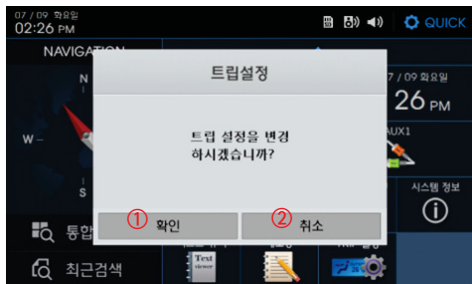 07 / 09 화요일
02:26 PM
QUICK
NAVIGATION
트립설정
N
7 / 09 화요일
26 PM
W
AUX1
트립 설정을 변경
하시겠습니까?
S
시스템 정보
① 확인
② 취소
통합
최근검색
Text
viewer